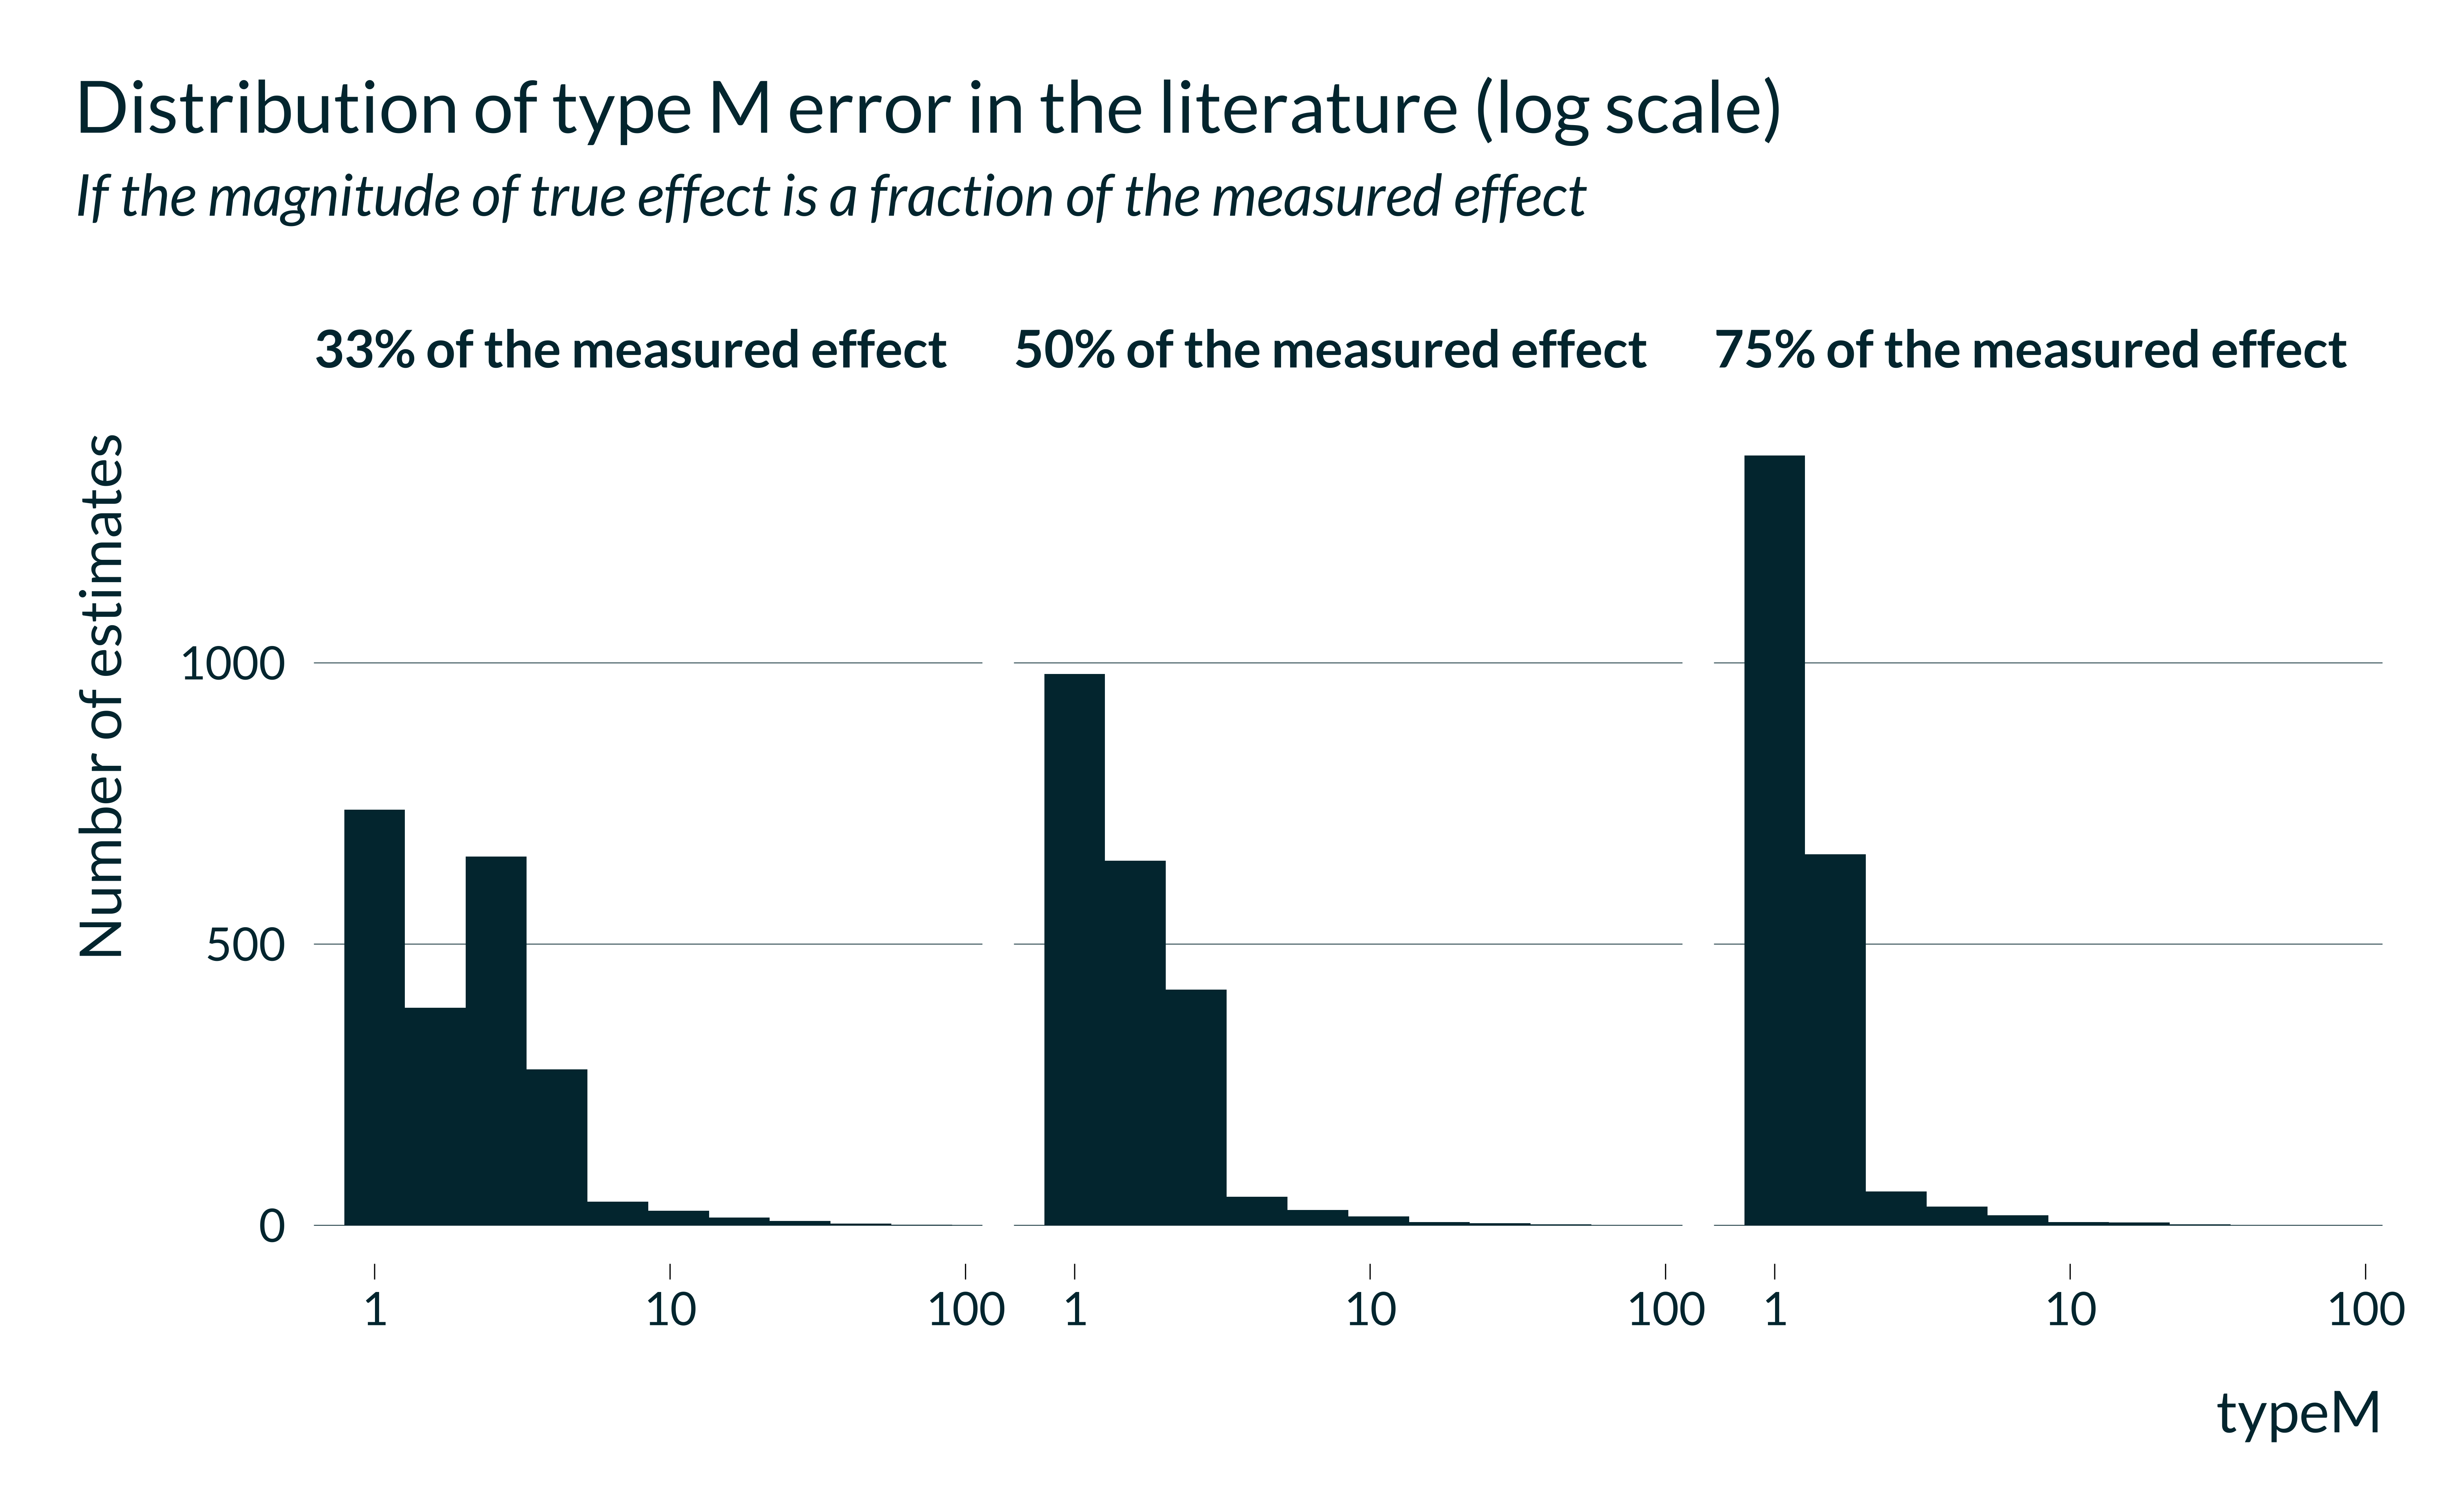 Distribution of type M error in the literature (log scale)
If the magnitude of true effect is a fraction of the measured effect
33% of the measured effect
50% of the measured effect
75% of the measured effect
Number of estimates
1000
500
0
1
10
100
1
10
100
1
10
100
typeM